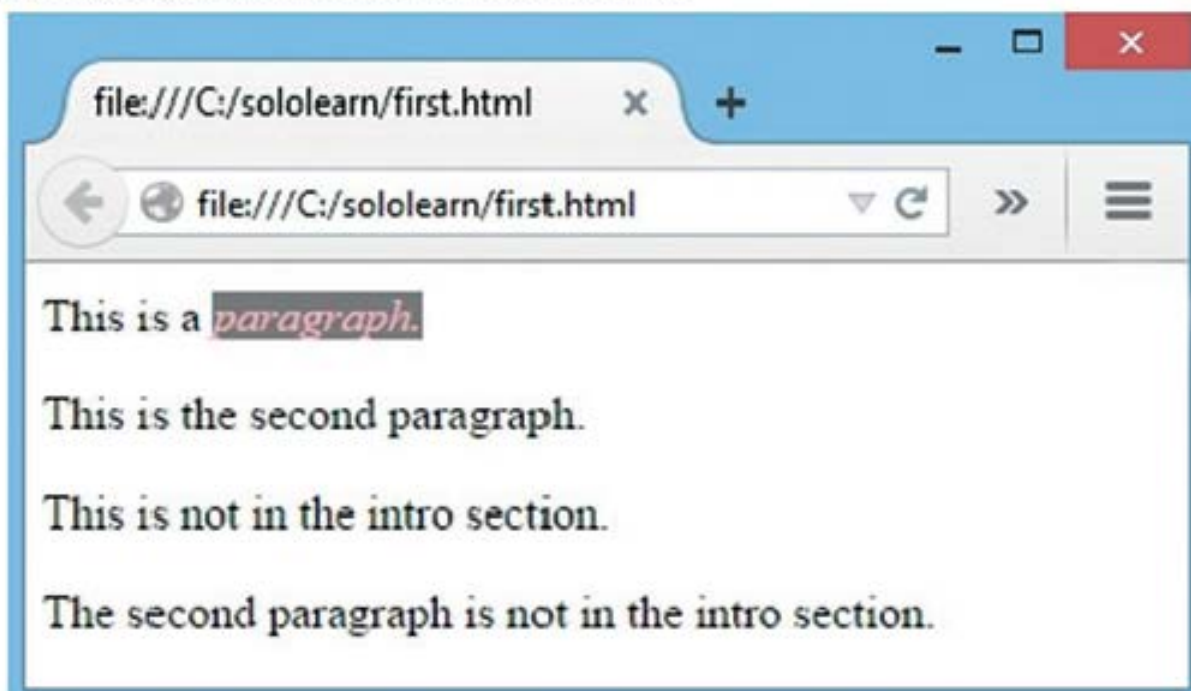 file:///C:/sololearn/first.html
file:///C:/sololearn/first.html
This is a paragraph.
This is the second paragraph.
This is not in the intro section.
The second paragraph is not in the intro section.